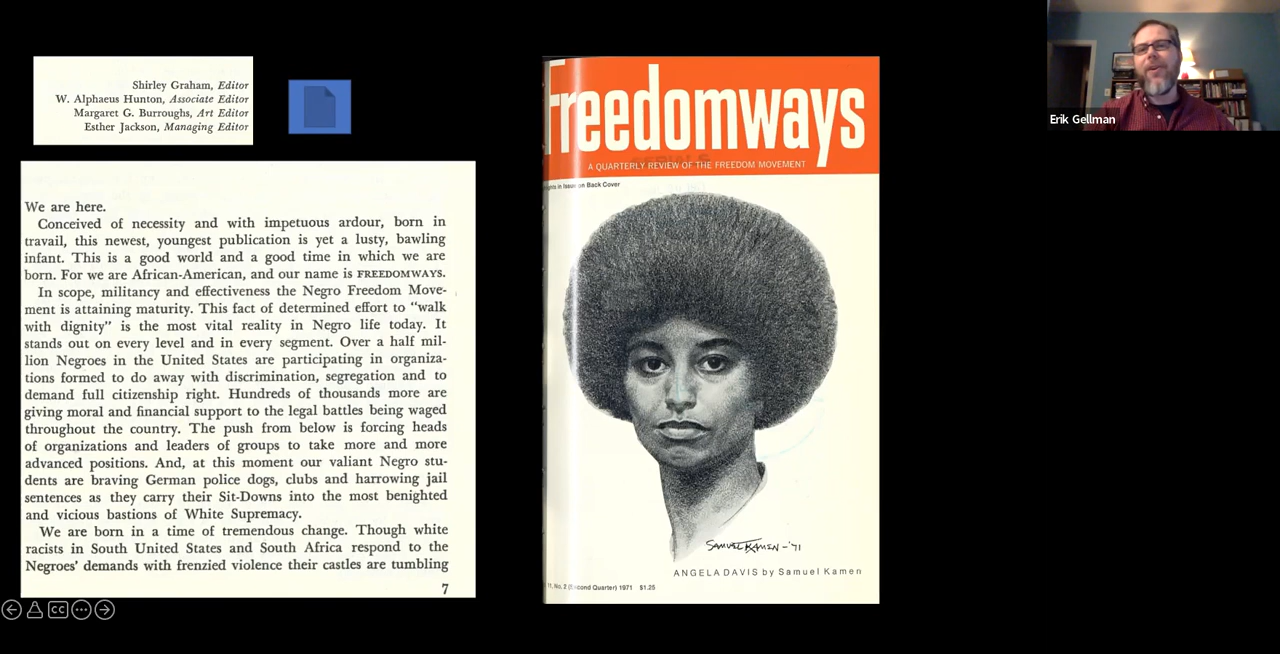 Shirley Graham, Editor
W. Alphaeus Hunton, Associate Editor
Margaret G. Burroughs, Art Editor
Esther Jackson, Managing Editor
We are here.
Conceived of necessity and with impetuous ardour, born in
travail, this newest, youngest publication is yet a lusty, bawling
infant. This is a good world and a good time in which we are
born. For we are African-American, and our name is FREEDOMWAYS.
In scope, militancy and effectiveness the Negro Freedom Move-
ment is attaining maturity. This fact of determined effort to “walk
with dignity” is the most vital reality in Negro life today. It
stands out on every level and in every segment. Over a half mil-
lion Negroes in the United States are participating in organiza-
tions formed to do away with discrimination, segregation and to
demand full citizenship right. Hundreds of thousands more are
giving moral and financial support to the legal battles being waged
throughout the country. The push from below is forcing heads
of organizations and leaders of groups to take more and more
advanced positions. And, at this moment our valiant Negro stu-
dents are braving German police dogs, clubs and harrowing jail
sentences as they carry their Sit-Downs into the most benighted
and vicious bastions of White Supremacy.
We are born in a time of tremendous change. Though white
racists in South United States and South Africa respond to the
Negroes’ demands with frenzied violence their castles are tumbling
7
CC
Freedomways
A QUARTERLY REVIEW OF THE FREEDOM MOVEMENT
in Issue on Back Cover
SAMUEL KAMEN - '71
ANGELA DAVIS by Samuel Kamen
11, No. 2 (Second Quarter) 1971 $1.25
Erik Gellman